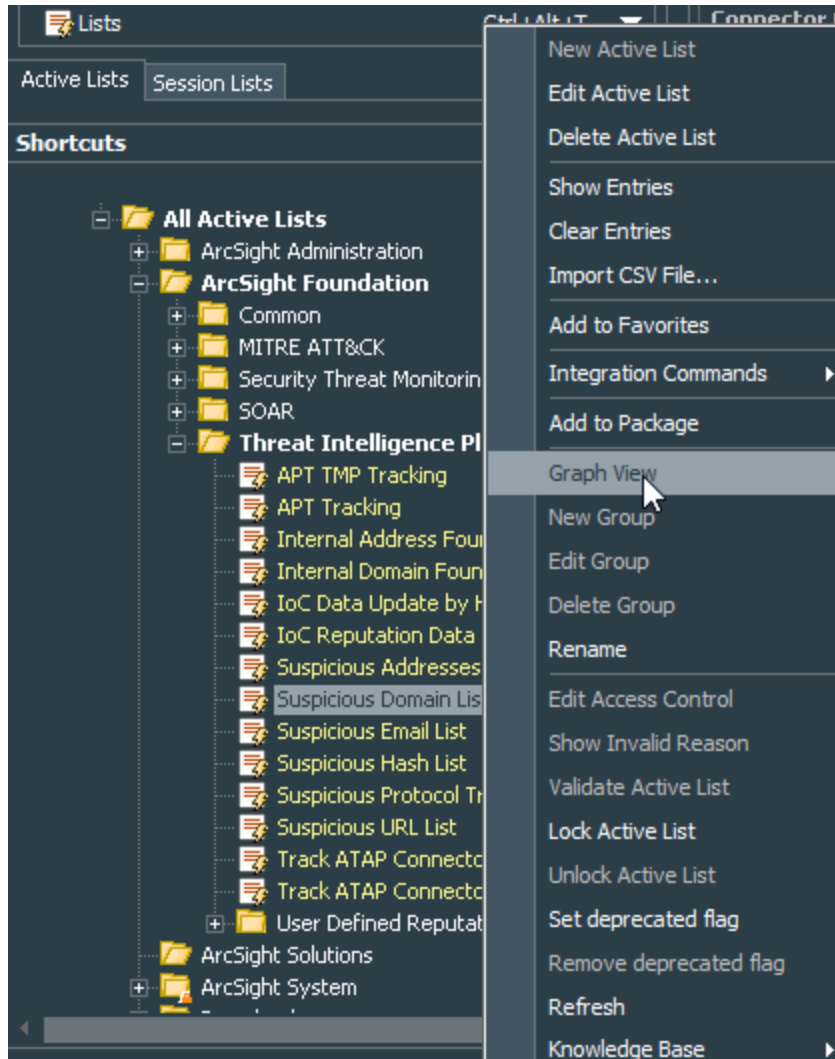 Lists
Ctrl+Alt+T
Connector
Active Lists
Session Lists
Shortcuts
All Active Lists
ArcSight Administration
ArcSight Foundation
Common
MITRE ATT&CK
Security Threat Monitorin
SOAR
Threat Intelligence Pl
APT TMP Tracking
APT Tracking
Internal Address Foun
Internal Domain Foun
IoC Data Update by H
IoC Reputation Data
Suspicious Addresses
Suspicious Domain Lis
Suspicious Email List
Suspicious Hash List
Suspicious Protocol Tr
Suspicious URL List
Track ATAP Connecto
Track ATAP Connecto
User Defined Reputat
ArcSight Solutions
ArcSight System
New Active List
Edit Active List
Delete Active List
Show Entries
Clear Entries
Import CSV File...
Add to Favorites
Integration Commands
Add to Package
Graph View
New Group
Edit Group
Delete Group
Rename
Edit Access Control
Show Invalid Reason
Validate Active List
Lock Active List
Unlock Active List
Set deprecated flag
Remove deprecated flag
Refresh
Knowledge Base